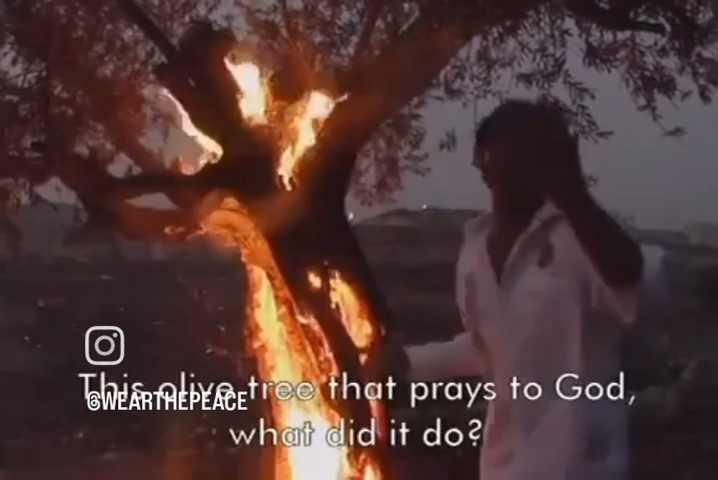 This olive tree that prays to God,
@WEARTHEPEACE
what did it do?